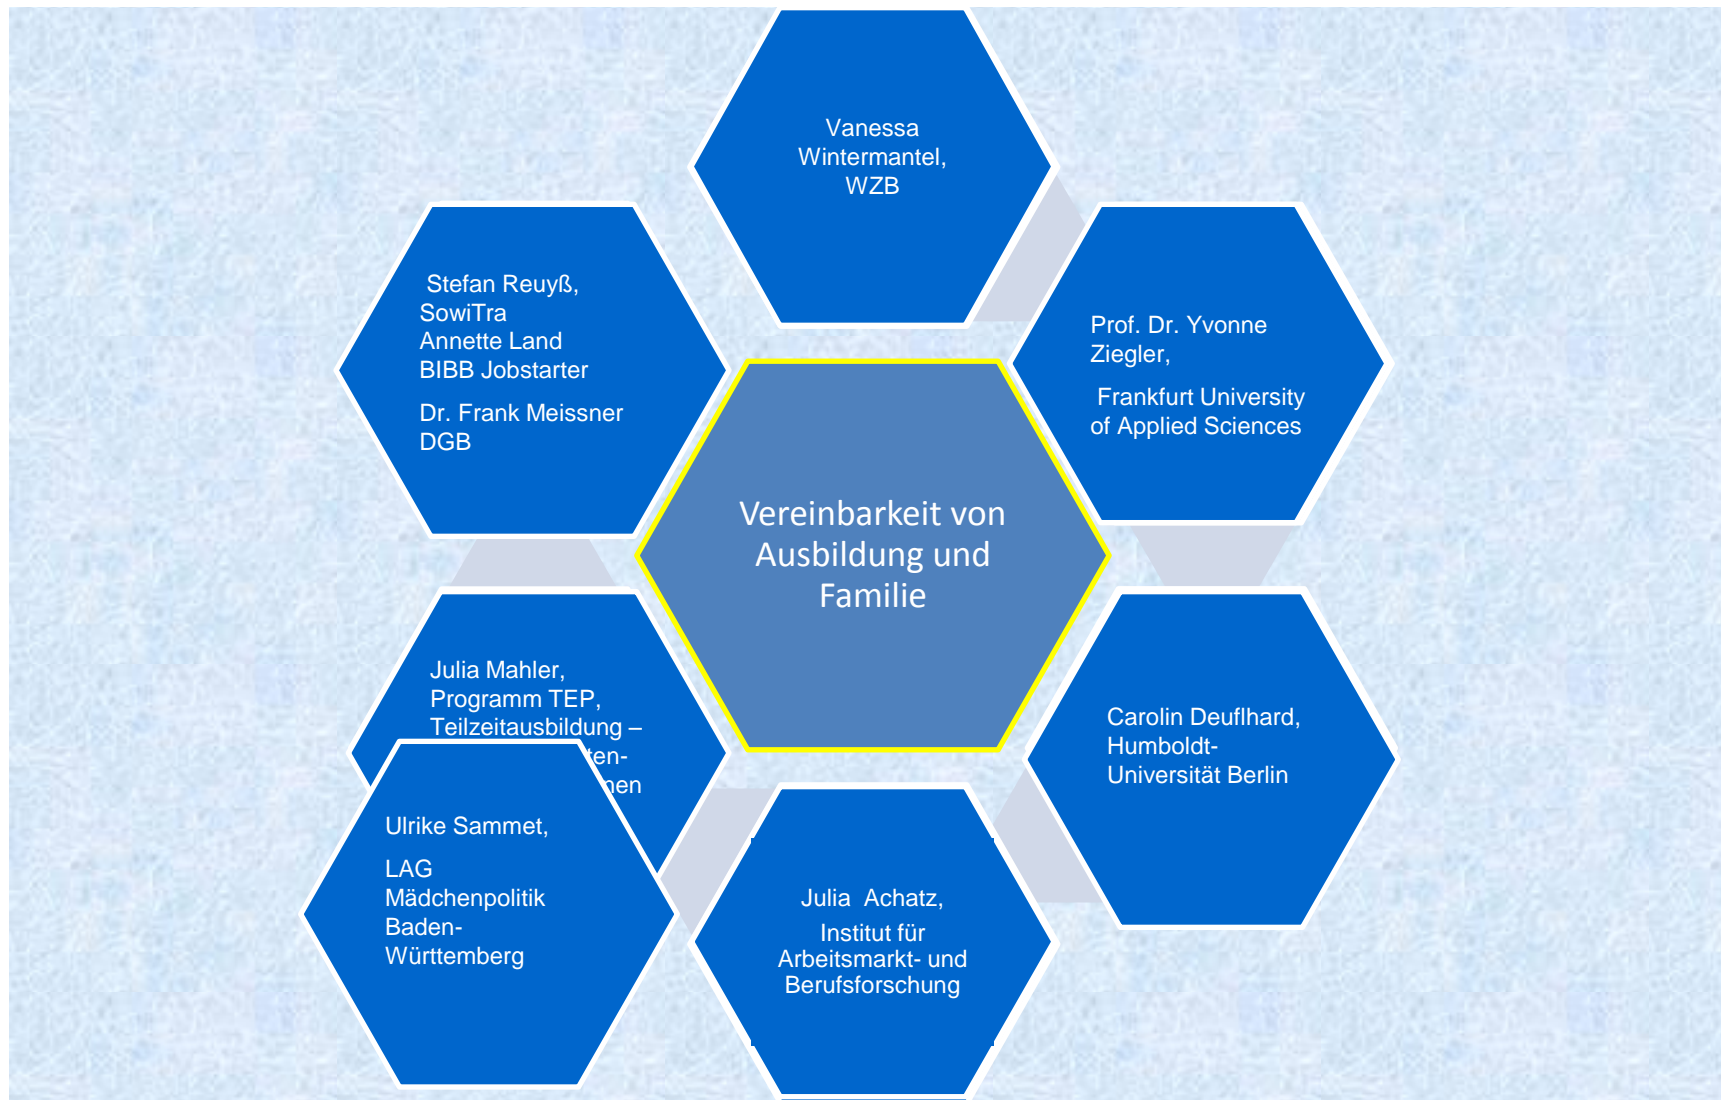 Vanessa
Wintermantel,
WZB
Stefan Reuyß,
SowiTra
Annette Land
BIBB Jobstarter
Dr. Frank Meissner
DGB
Prof. Dr. Yvonne
Ziegler,
Frankfurt University
of Applied Sciences
Vereinbarkeit von
Ausbildung und
Familie
Julia Mahler,
Programm TEP,
Teilzeitausbildung –
Carolin Deuflhard,
Humboldt-
Universität Berlin
Ulrike Sammet,
LAG
Mädchenpolitik
Baden-
Württemberg
Julia Achatz,
Institut für
Arbeitsmarkt- und
Berufsforschung